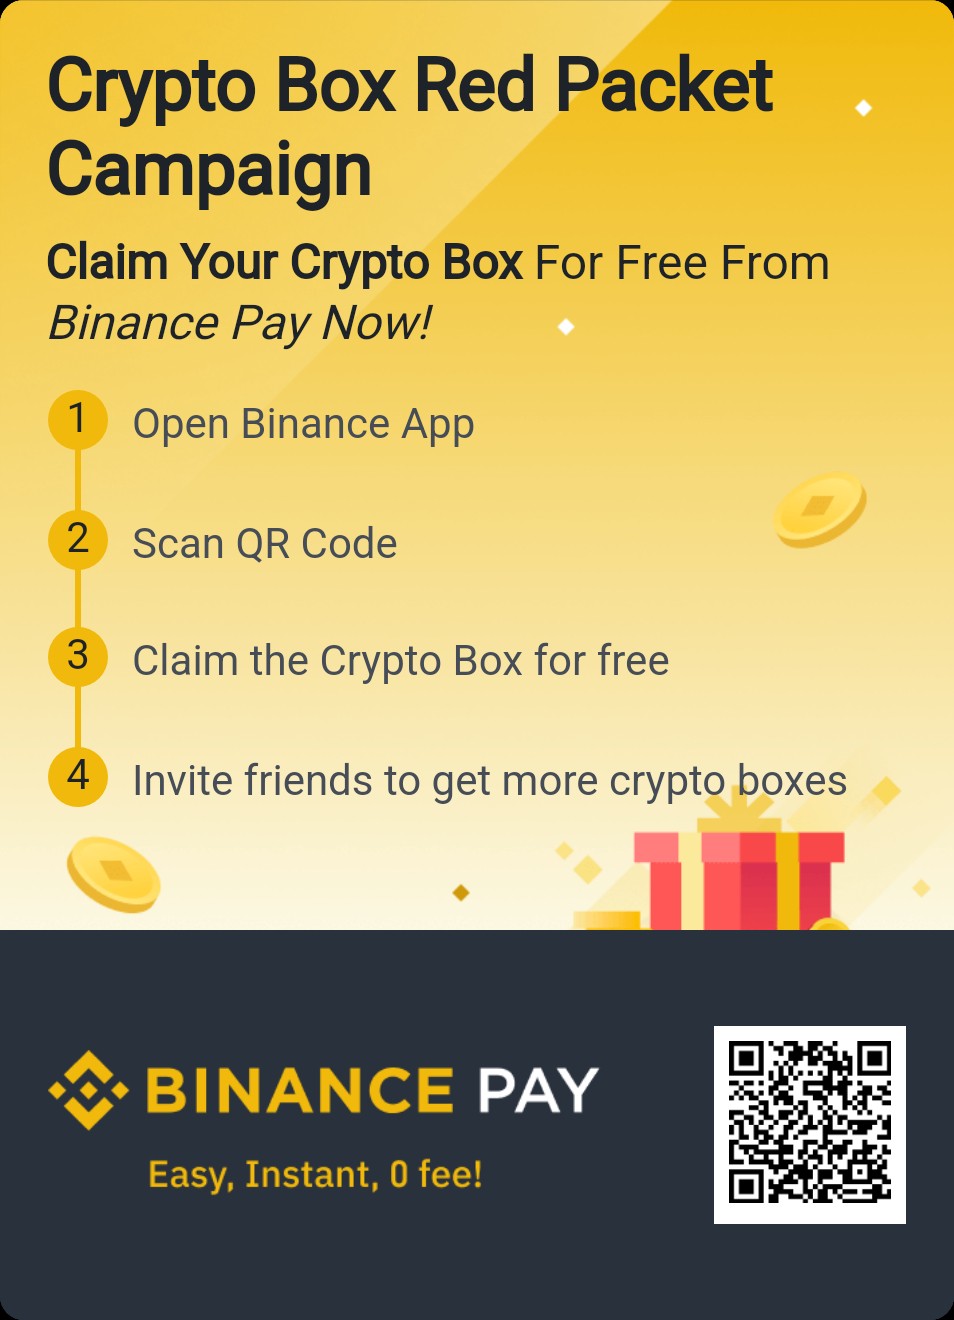 Crypto Box Red Packet
Campaign
Claim Your Crypto Box For Free From
Binance Pay Now!
1 Open Binance App
2 Scan QR Code
3 Claim the Crypto Box for free
4 Invite friends to get more crypto boxes
BINANCE PAY
Easy, Instant, 0 fee!